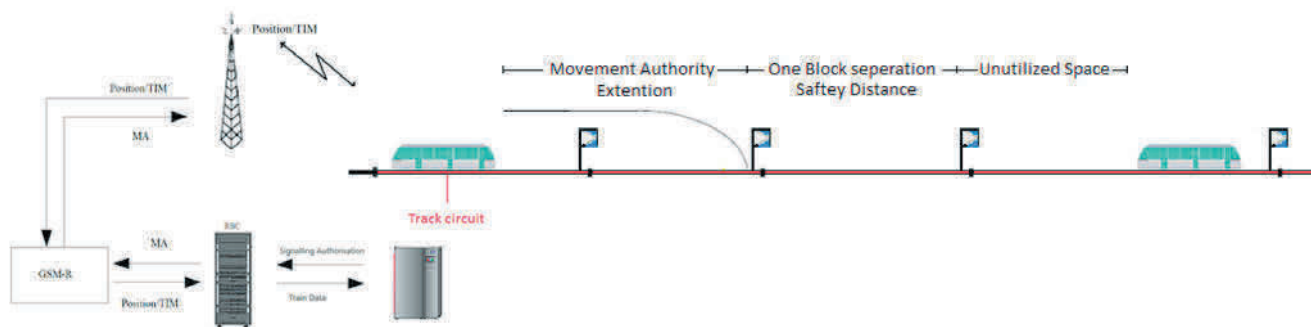 Position/TIM
Movement Authority
Extention
One Block seperation
Saftey Distance
Unutilized Space
Position/TIM
MA
Track circuit
RBC
MA
Signalling Authorisation
GSM-R
Position/TIM
Train Data